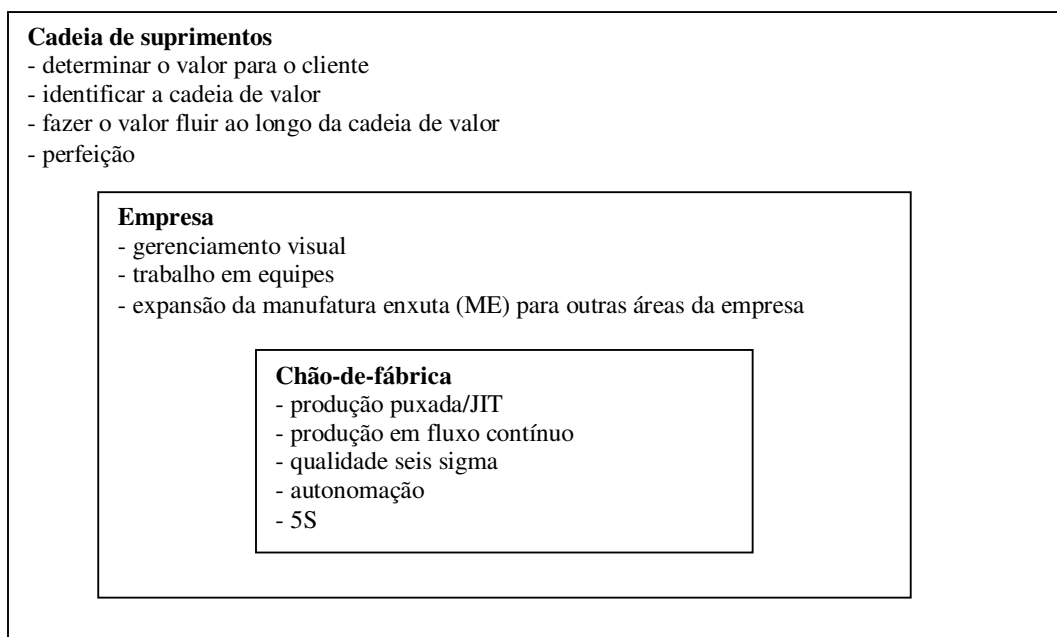 Cadeia de suprimentos
- determinar o valor para o cliente
- identificar a cadeia de valor
- fazer o valor fluir ao longo da cadeia de valor
- perfeição
Empresa
- gerenciamento visual
- trabalho em equipes
- expansão da manufatura enxuta (ME) para outras áreas da empresa
Chão-de-fábrica
- produção puxada/JIT
- produção em fluxo contínuo
- qualidade seis sigma
- autonomação
- 5S